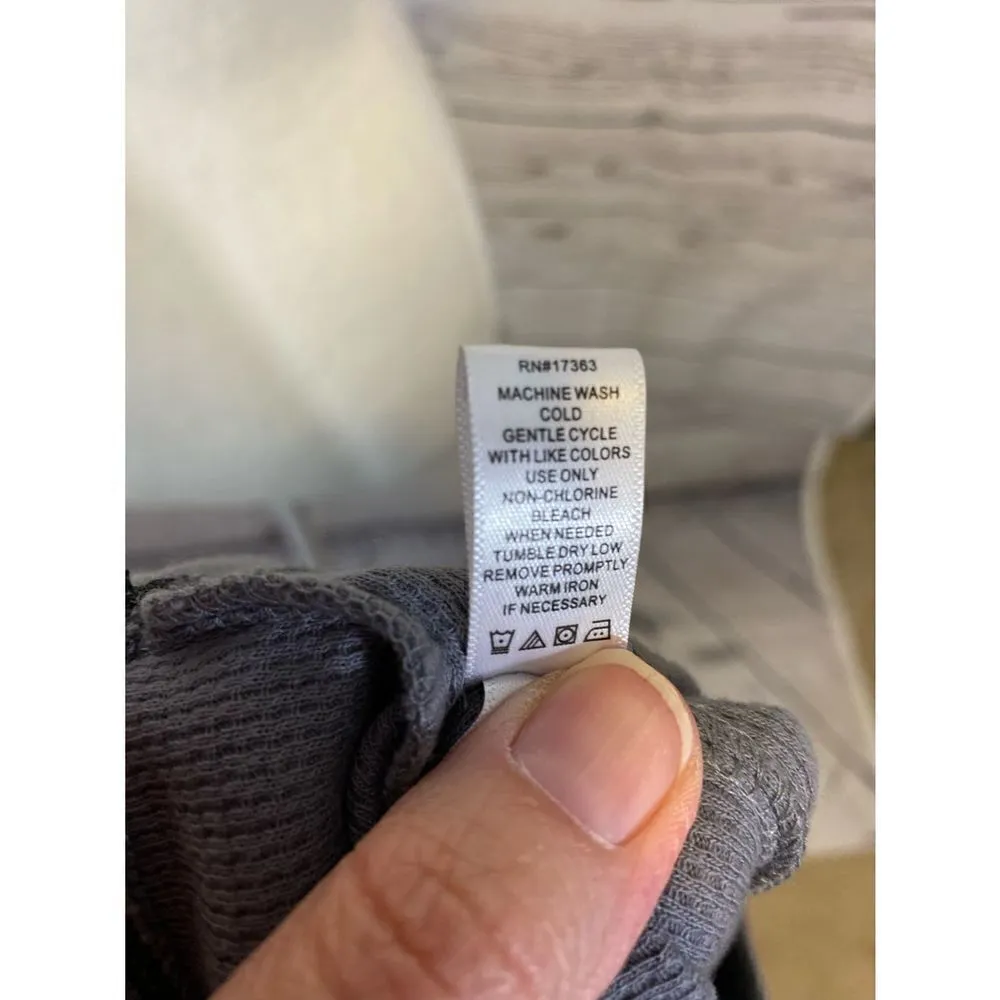 RN#17363
MACHINE WASH
COLD
GENTLE CYCLE
WITH LIKE COLORS
USE ONLY
NON-CHLORINE
BLEACH
WHEN NEEDED
TUMBLE DRY LOW
REMOVE PROMPTLY
WARM IRON
IF NECESSARY